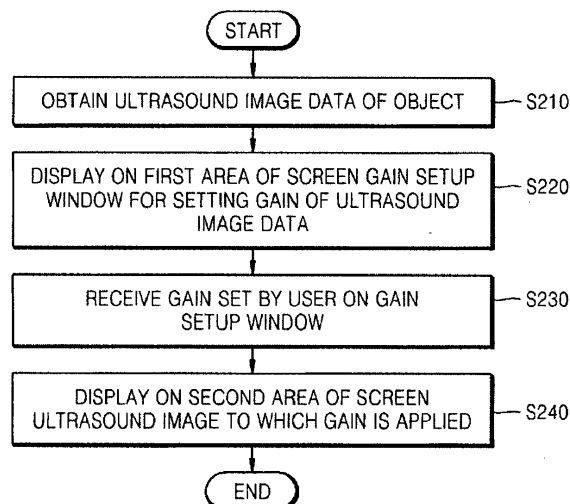 START
OBTAIN ULTRASOUND IMAGE DATA OF OBJECT
S210
DISPLAY ON FIRST AREA OF SCREEN GAIN SETUP
WINDOW FOR SETTING GAIN OF ULTRASOUND
IMAGE DATA
S220
RECEIVE GAIN SET BY USER ON GAIN
SETUP WINDOW
S230
DISPLAY ON SECOND AREA OF SCREEN
ULTRASOUND IMAGE TO WHICH GAIN IS APPLIED
S240
END